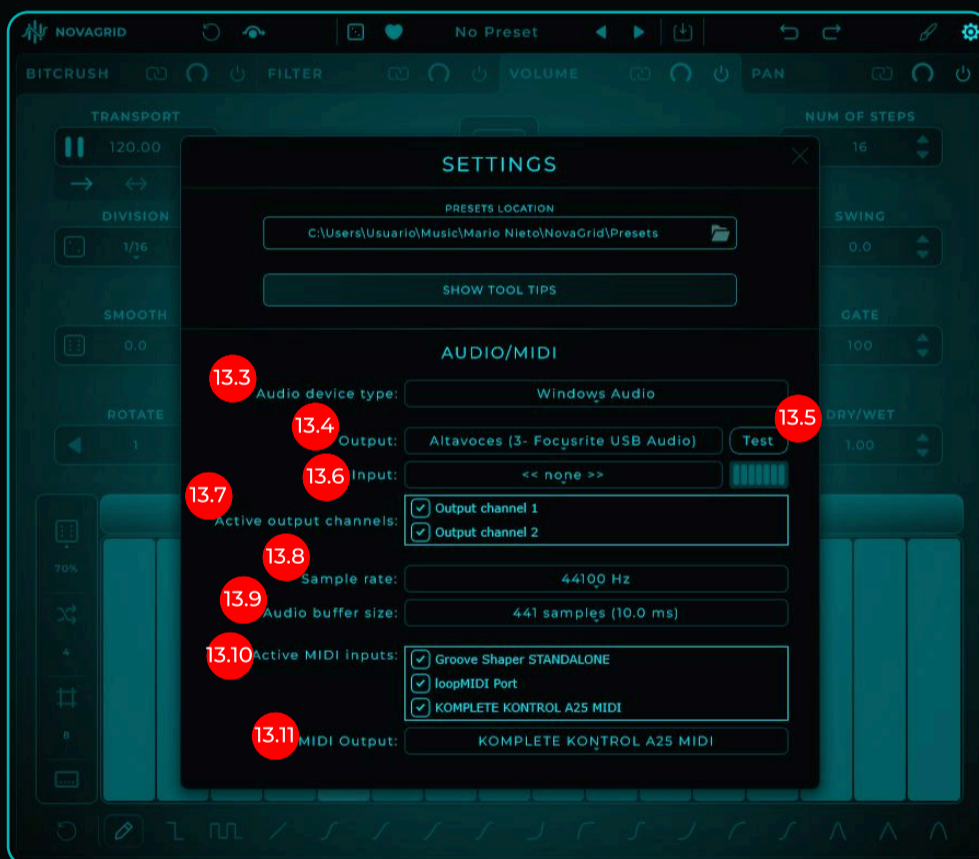 NOVAGRID No Preset
BITCRUSH FILTER VOLUME PAN
TRANSPORT NUM OF STEPS
120.00 16
SETTINGS
PRESETS LOCATION
DIVISION SWING
C:\Users\Usuario\Music\Mario Nieto\NovaGrid\Presets
1/16 0.0
SHOW TOOL TIPS
SMOOTH GATE
0.0 100
AUDIO/MIDI
13.3 Audio device type: Windows Audio
ROTATE 13.5 DRY/WET
13.4 Output: Altavoces (3- Focusrite USB Audio) Test
1 1.00
13.6 Input: << none >>
13.7 Active output channels:
Output channel 1
Output channel 2
13.8 Sample rate: 44100 Hz
70%
13.9 Audio buffer size: 441 samples (10.0 ms)
4
13.10 Active MIDI inputs:
Groove Shaper STANDALONE
loopMIDI Port
KOMPLETE KONTROL A25 MIDI
8
13.11 MIDI Output: KOMPLETE KONTROL A25 MIDI